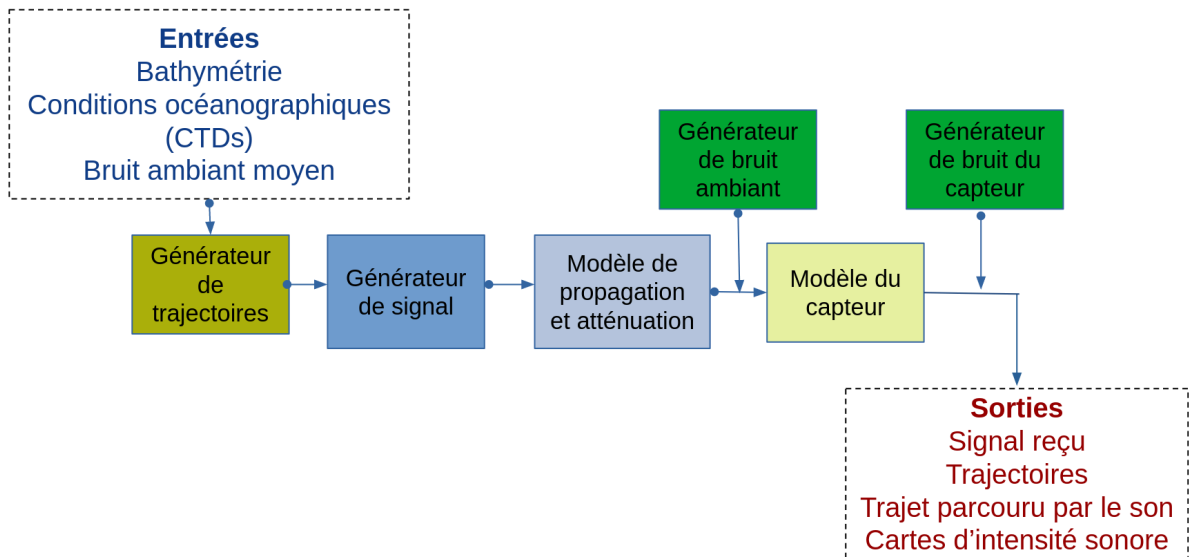 Entrées
Bathymétrie
Conditions océanographiques
(CTDs)
Bruit ambiant moyen
Générateur
de bruit
ambiant
Générateur
de bruit du
capteur
Générateur
de
trajectoires
Générateur
de signal
Modèle de
propagation
et atténuation
Modèle du
capteur
Sorties
Signal reçu
Trajectoires
Trajet parcouru par le son
Cartes d’intensité sonore